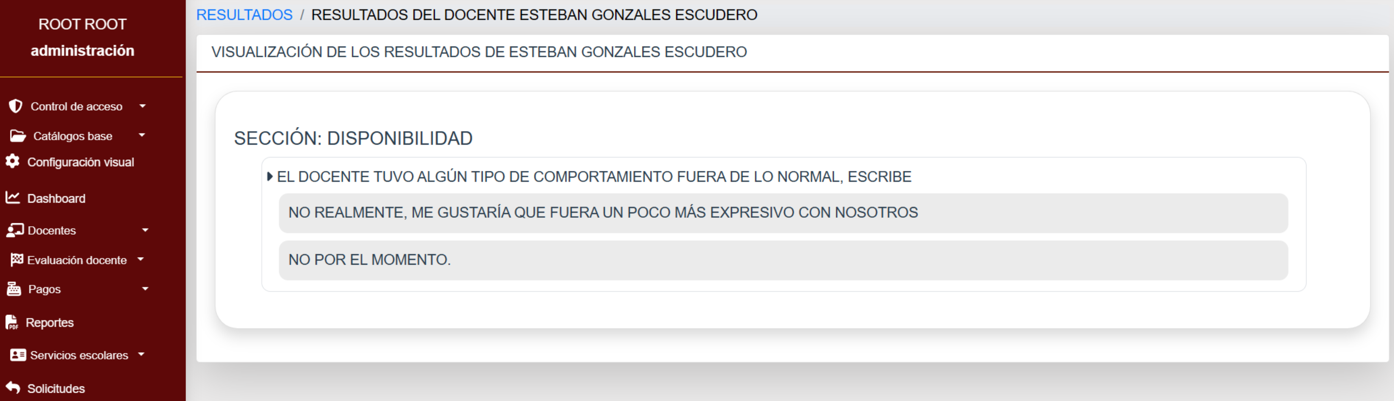 ROOT ROOT
administración
Control de acceso
Catálogos base
Configuración visual
Dashboard
Docentes
Evaluación docente
Pagos
Reportes
Servicios escolares
Solicitudes
RESULTADOS / RESULTADOS DEL DOCENTE ESTEBAN GONZALES ESCUDERO
VISUALIZACIÓN DE LOS RESULTADOS DE ESTEBAN GONZALES ESCUDERO
SECCIÓN: DISPONIBILIDAD
EL DOCENTE TUVO ALGÚN TIPO DE COMPORTAMIENTO FUERA DE LO NORMAL, ESCRIBE
NO REALMENTE, ME GUSTARÍA QUE FUERA UN POCO MÁS EXPRESIVO CON NOSOTROS
NO POR EL MOMENTO.